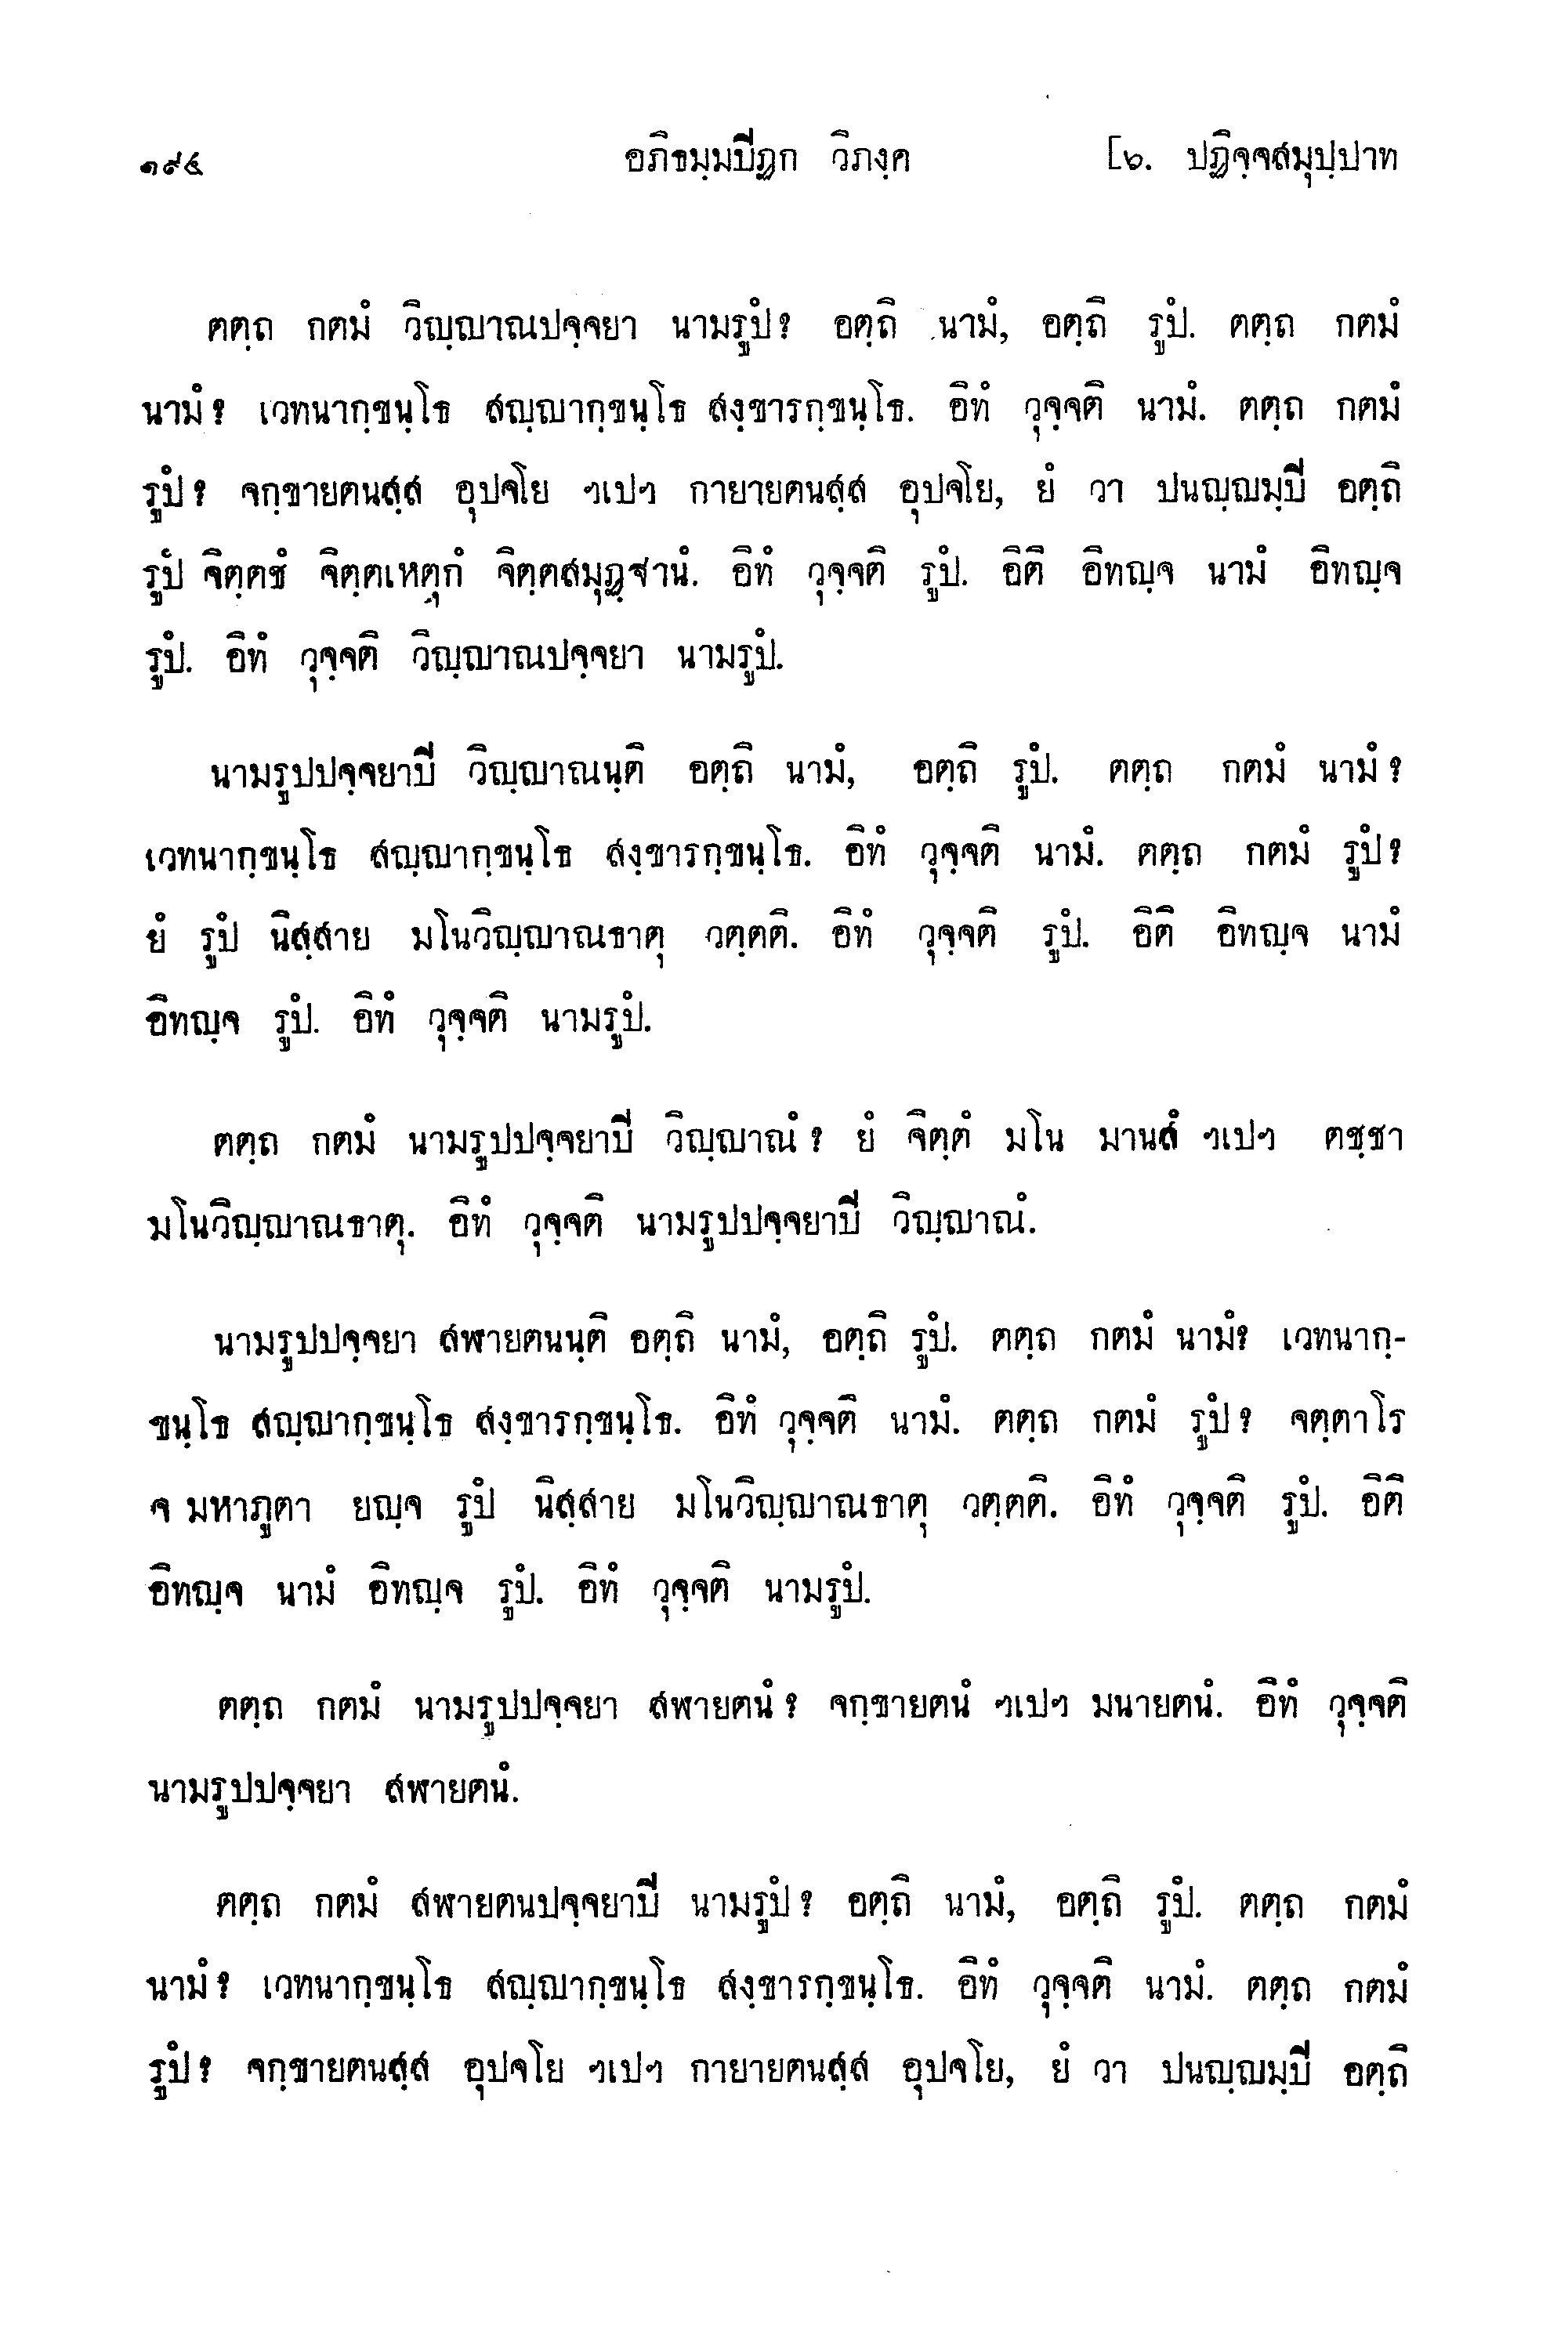 ๑๙๕ อภิธมฺมปิฏก วิภงฺค [๖. ปฏิจฺจสมุปฺปาท
ตตฺถ กตมํ วิญฺญาณปจฺจยา นามรูปํ? อตฺถิ นามํ, อตฺถิ รูปํ. ตตฺถ กตมํ
นามํ? เวทนากฺขนฺโธ สญฺญากฺขนฺโธ สงฺขารกฺขนฺโธ. อิทํ วุจฺจติ นามํ. ตตฺถ กตมํ
รูปํ? จกฺขายตนสฺส อุปจโย ฯเปฯ กายายตนสฺส อุปจโย, ยํ วา ปนญฺญมฺปิ อตฺถิ
รูปํ จิตฺตชํ จิตฺตเหตุกํ จิตฺตสมุฏฺฐานํ. อิทํ วุจฺจติ รูปํ. อิติ อิทญฺจ นามํ อิทญฺจ
รูปํ. อิทํ วุจฺจติ วิญฺญาณปจฺจยา นามรูปํ.
นามรูปปจฺจยาปิ วิญฺญาณนฺติ อตฺถิ นามํ, อตฺถิ รูปํ. ตตฺถ กตมํ นามํ?
เวทนากฺขนฺโธ สญฺญากฺขนฺโธ สงฺขารกฺขนฺโธ. อิทํ วุจฺจติ นามํ. ตตฺถ กตมํ รูปํ?
ยํ รูปํ นิสฺสาย มโนวิญฺญาณธาตุ วตฺตติ. อิทํ วุจฺจติ รูปํ. อิติ อิทญฺจ นามํ
อิทญฺจ รูปํ. อิทํ วุจฺจติ นามรูปํ.
ตตฺถ กตมํ นามรูปปจฺจยาปิ วิญฺญาณํ? ยํ จิตฺตํ มโน มานสํ ฯเปฯ ตชฺชา
มโนวิญฺญาณธาตุ. อิทํ วุจฺจติ นามรูปปจฺจยาปิ วิญฺญาณํ.
นามรูปปจฺจยา สฬายตนนฺติ อตฺถิ นามํ, อตฺถิ รูปํ. ตตฺถ กตมํ นามํ? เวทนากฺ-
ขนฺโธ สญฺญากฺขนฺโธ สงฺขารกฺขนฺโธ. อิทํ วุจฺจติ นามํ. ตตฺถ กตมํ รูปํ? จตฺตาโร
จ มหาภูตา ยญฺจ รูปํ นิสฺสาย มโนวิญฺญาณธาตุ วตฺตติ. อิทํ วุจฺจติ รูปํ. อิติ
อิทญฺจ นามํ อิทญฺจ รูปํ. อิทํ วุจฺจติ นามรูปํ.
ตตฺถ กตมํ นามรูปปจฺจยา สฬายตนํ? จกฺขายตนํ ฯเปฯ มนายตนํ. อิทํ วุจฺจติ
นามรูปปจฺจยา สฬายตนํ.
ตตฺถ กตมํ สฬายตนปจฺจยาปิ นามรูปํ? อตฺถิ นามํ, อตฺถิ รูปํ. ตตฺถ กตมํ
นามํ? เวทนากฺขนฺโธ สญฺญากฺขนฺโธ สงฺขารกฺขนฺโธ. อิทํ วุจฺจติ นามํ. ตตฺถ กตมํ
รูปํ? จกฺขายตนสฺส อุปจโย ฯเปฯ กายายตนสฺส อุปจโย, ยํ วา ปนญฺญมฺปิ อตฺถิ